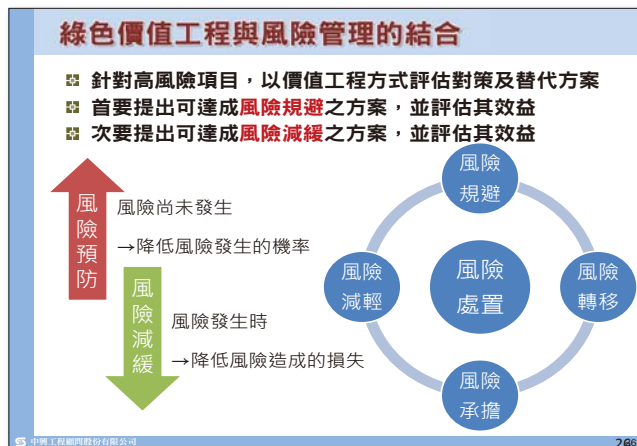 綠色價值工程與風險管理的結合
針對高風險項目，以價值工程方式評估對策及替代方案
首要提出可達成風險規避之方案，並評估其效益
次要提出可達成風險減緩之方案，並評估其效益
風險預防
風險尚未發生
→降低風險發生的機率
風險減緩
風險發生時
→降低風險造成的損失
風險
規避
風險
減輕
風險
處置
風險
轉移
風險
承擔
中興工程顧問股份有限公司